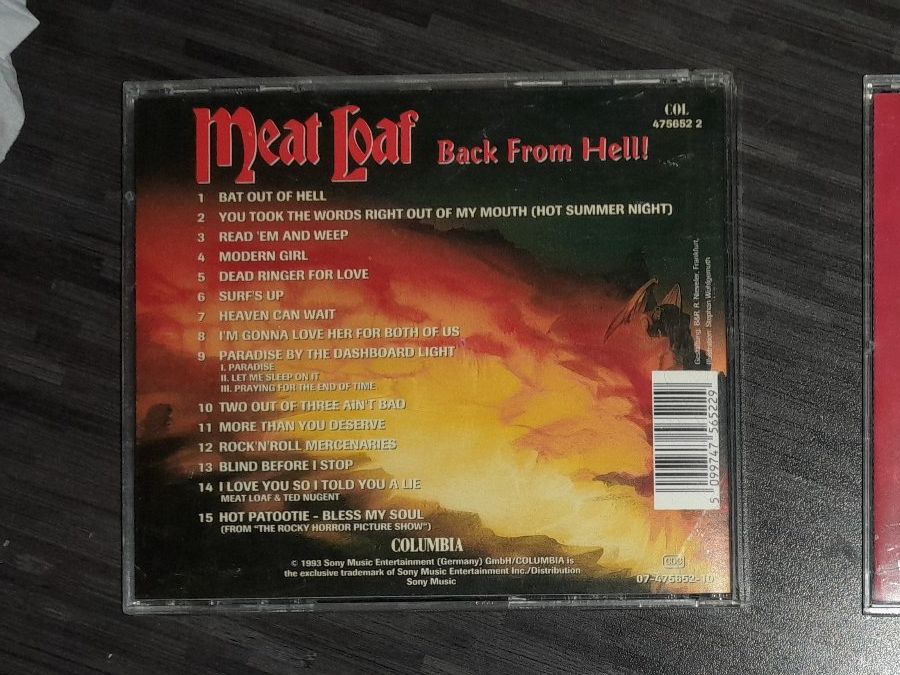 Meat Loaf Back From Hell!
COL
475652 2
1 BAT OUT OF HELL
2 YOU TOOK THE WORDS RIGHT OUT OF MY MOUTH (HOT SUMMER NIGHT)
3 READ 'EM AND WEEP
4 MODERN GIRL
5 DEAD RINGER FOR LOVE
6 SURF'S UP
7 HEAVEN CAN WAIT
8 I'M GONNA LOVE HER FOR BOTH OF US
9 PARADISE BY THE DASHBOARD LIGHT
I. PARADISE
II. LET ME SLEEP ON IT
III. PRAYING FOR THE END OF TIME
10 TWO OUT OF THREE AIN'T BAD
11 MORE THAN YOU DESERVE
12 ROCK'N'ROLL MERCENARIES
13 BLIND BEFORE I STOP
14 I LOVE YOU SO I TOLD YOU A LIE
MEAT LOAF & TED NUGENT
15 HOT PATOOTIE - BLESS MY SOUL
(FROM "THE ROCKY HORROR PICTURE SHOW")
COLUMBIA
© 1993 Sony Music Entertainment (Germany) GmbH/COLUMBIA is
the exclusive trademark of Sony Music Entertainment Inc./Distribution
Sony Music
Gestaltung: B&R R. Frankfurt,
Illustration: Stephan
5 099747 565229
07-475652-10